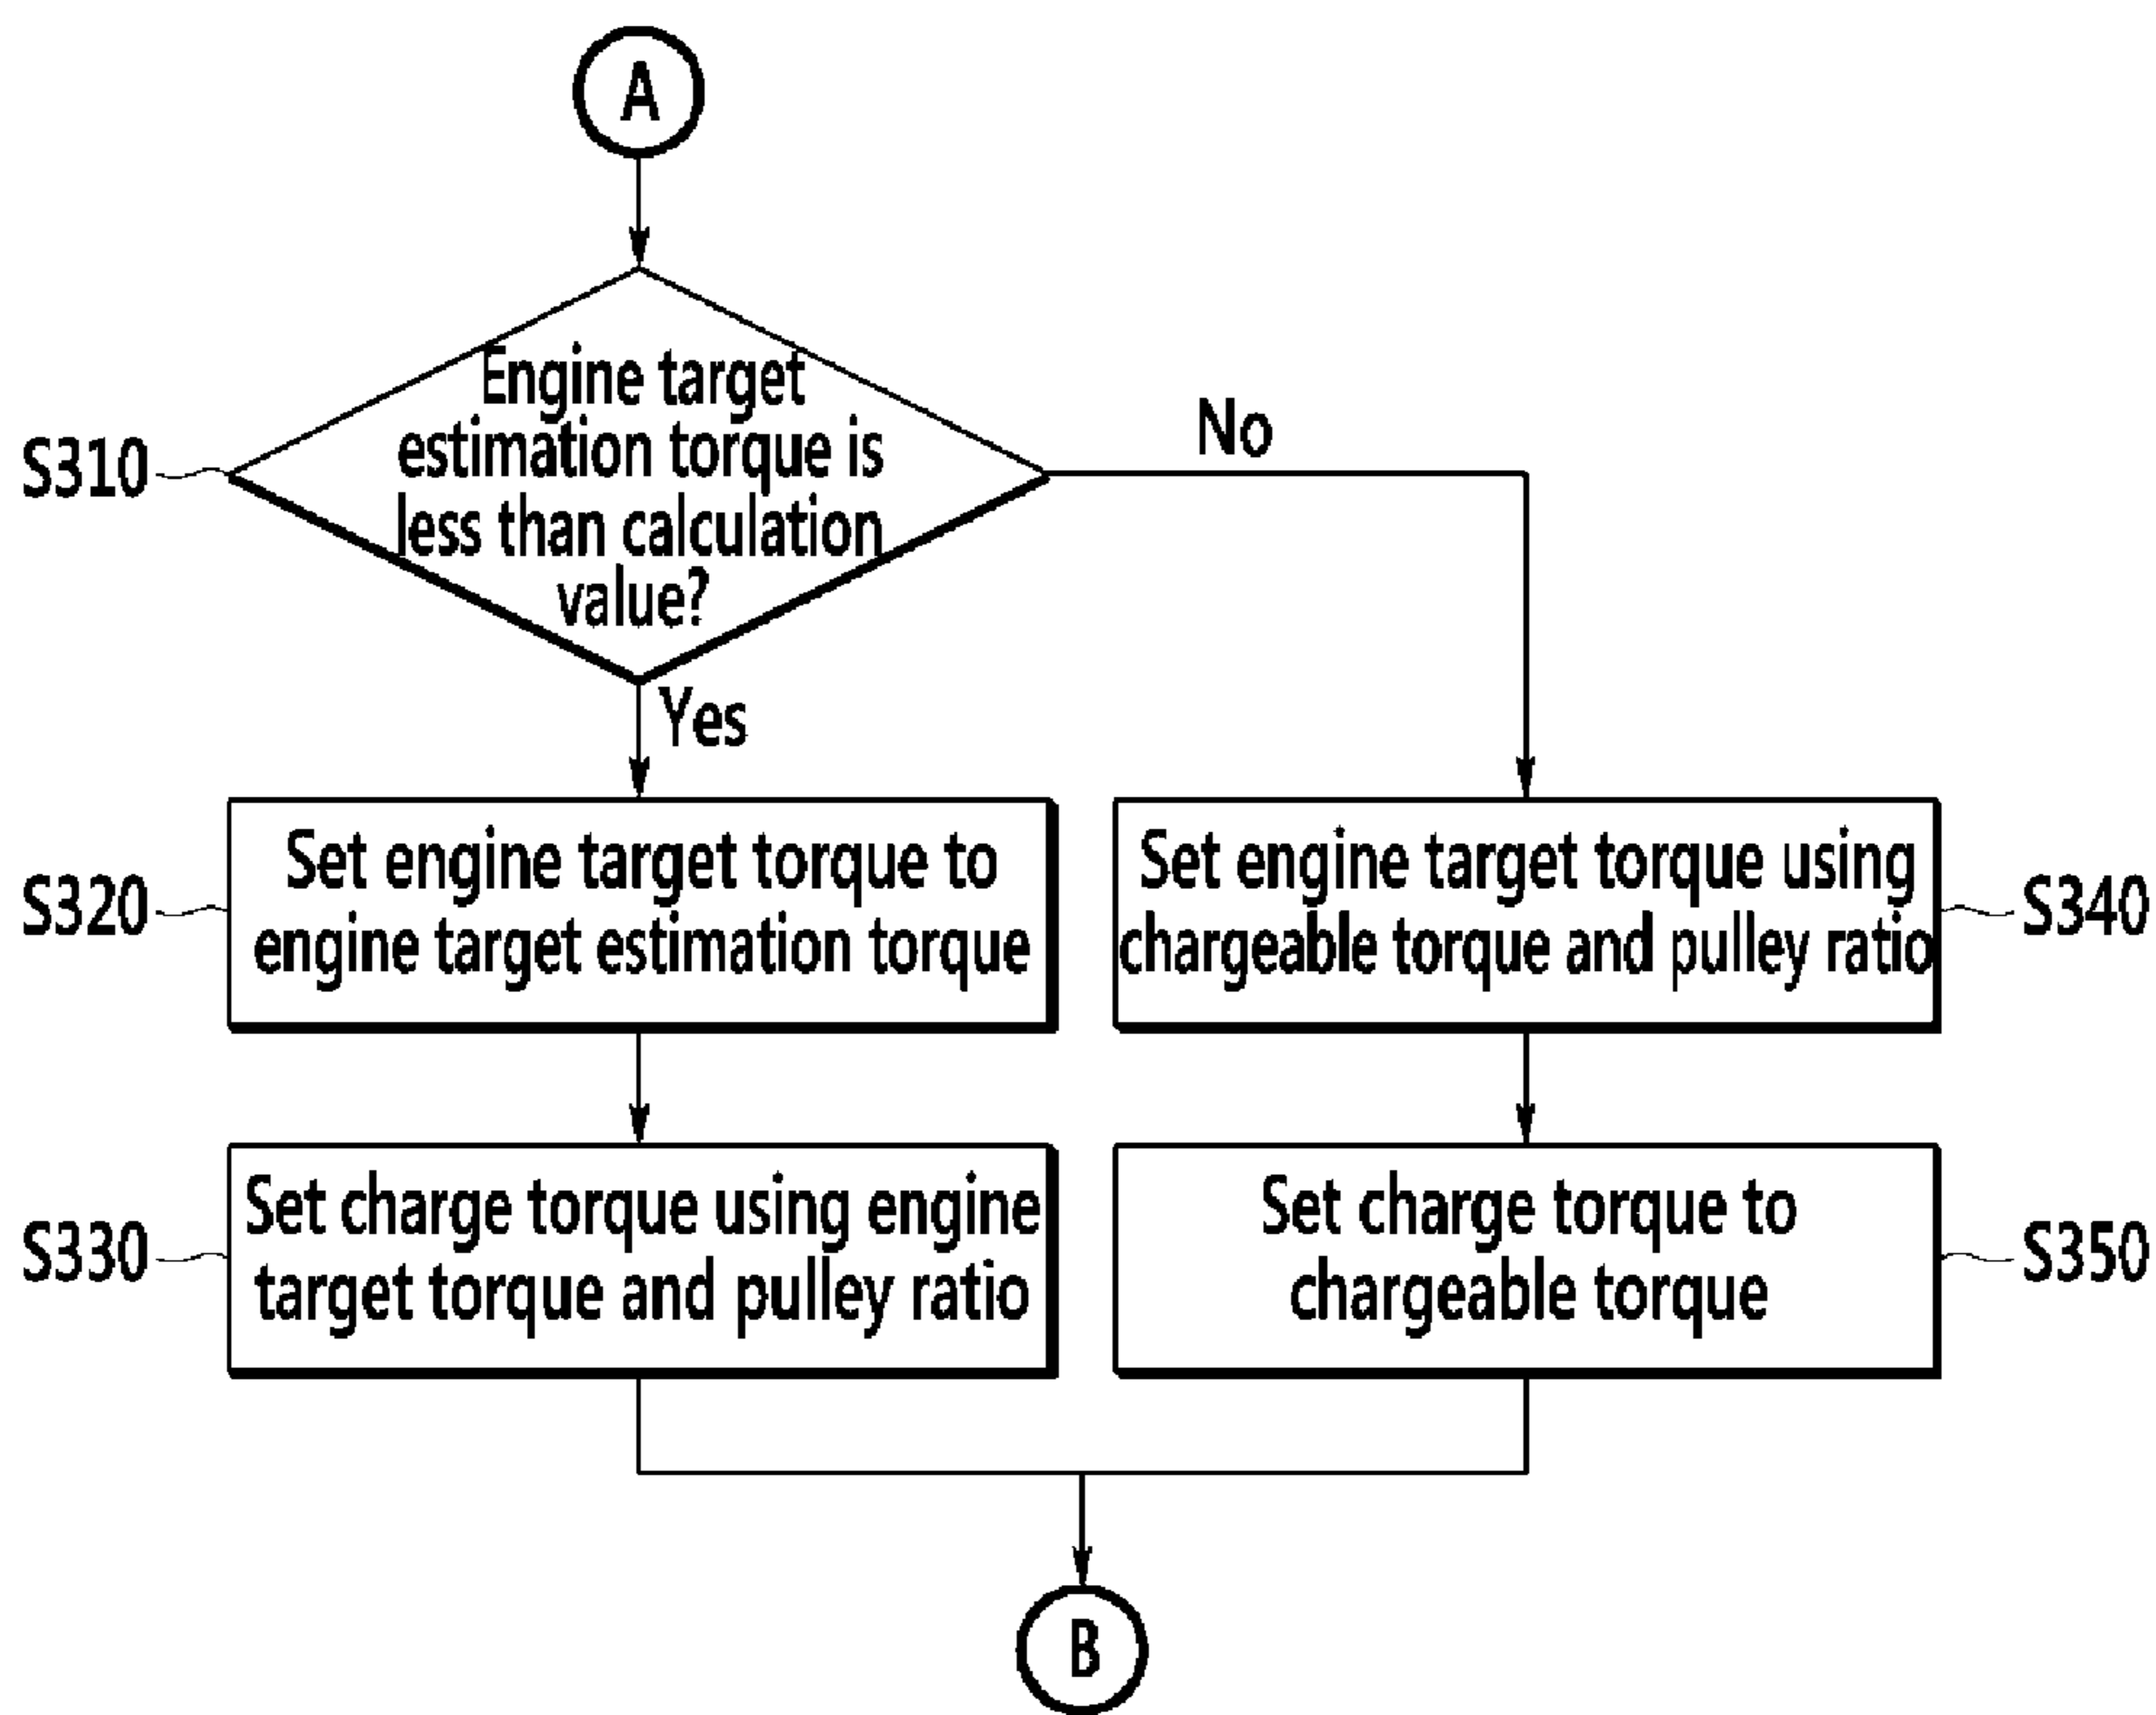 A
Engine target
estimation torque is
less than calculation
value?
S310
No
Yes
Set engine target torque to
engine target estimation torque
S320
Set engine target torque using
chargeable torque and pulley ratio
S340
Set charge torque using engine
target torque and pulley ratio
S330
Set charge torque to
chargeable torque
S350
B